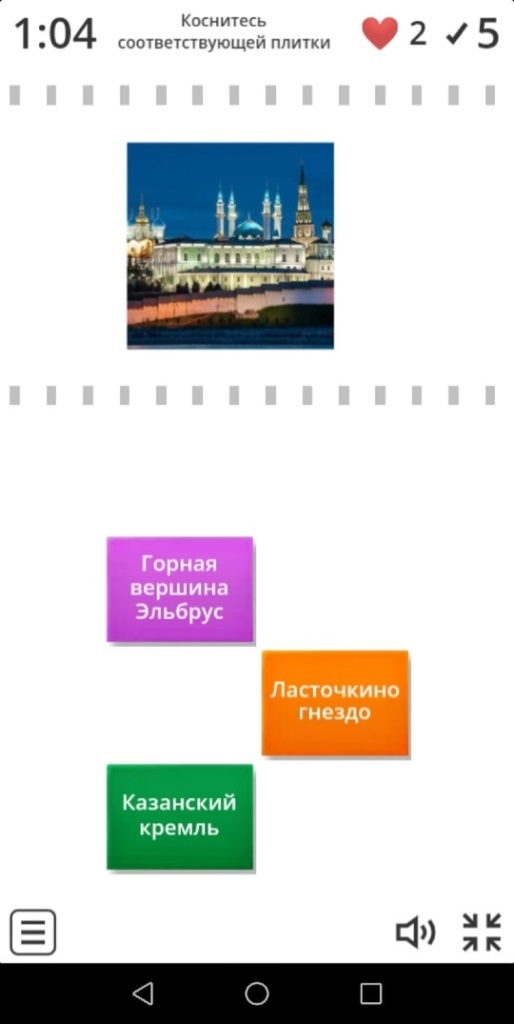 1:04
Коснитесь
соответствующей плитки
2
5
Горная
вершина
Эльбрус
Ласточкино
гнездо
Казанский
кремль